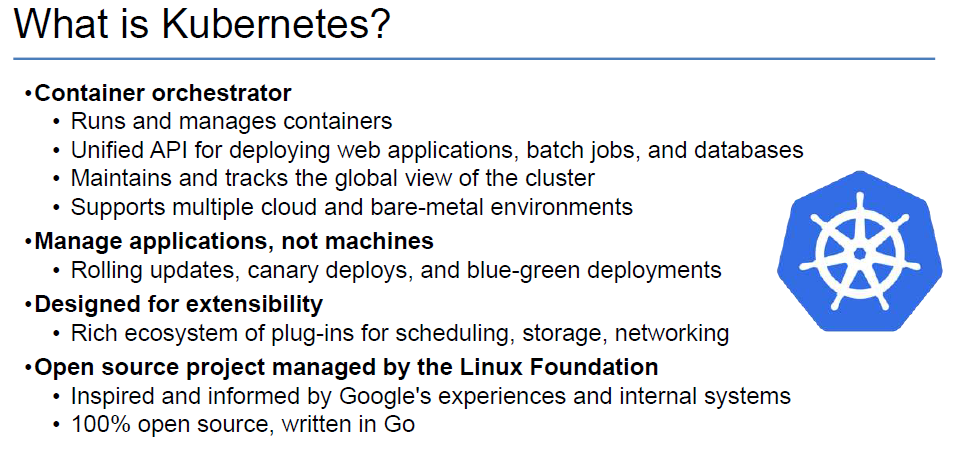 What is Kubernetes?
•Container orchestrator
• Runs and manages containers
• Unified API for deploying web applications, batch jobs, and databases
• Maintains and tracks the global view of the cluster
• Supports multiple cloud and bare-metal environments
•Manage applications, not machines
• Rolling updates, canary deploys, and blue-green deployments
•Designed for extensibility
• Rich ecosystem of plug-ins for scheduling, storage, networking
•Open source project managed by the Linux Foundation
• Inspired and informed by Google's experiences and internal systems
• 100% open source, written in Go